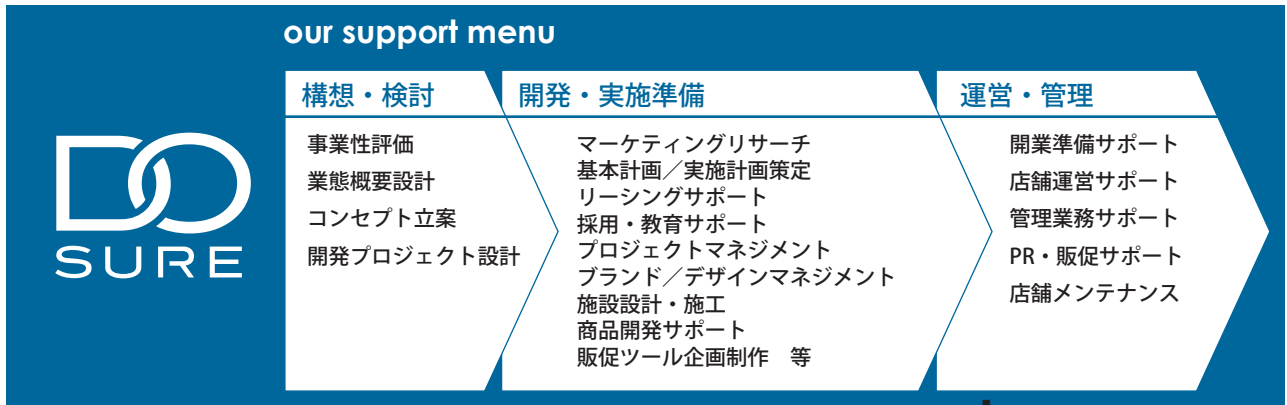 our support menu
DO
SURE
構想・検討
事業性評価
業態概要設計
コンセプト立案
開発プロジェクト設計
開発・実施準備
マーケティングリサーチ
基本計画／実施計画策定
リーシングサポート
採用・教育サポート
プロジェクトマネジメント
ブランド／デザインマネジメント
施設設計・施工
商品開発サポート
販促ツール企画制作　等
運営・管理
開業準備サポート
店舗運営サポート
管理業務サポート
PR・販促サポート
店舗メンテナンス